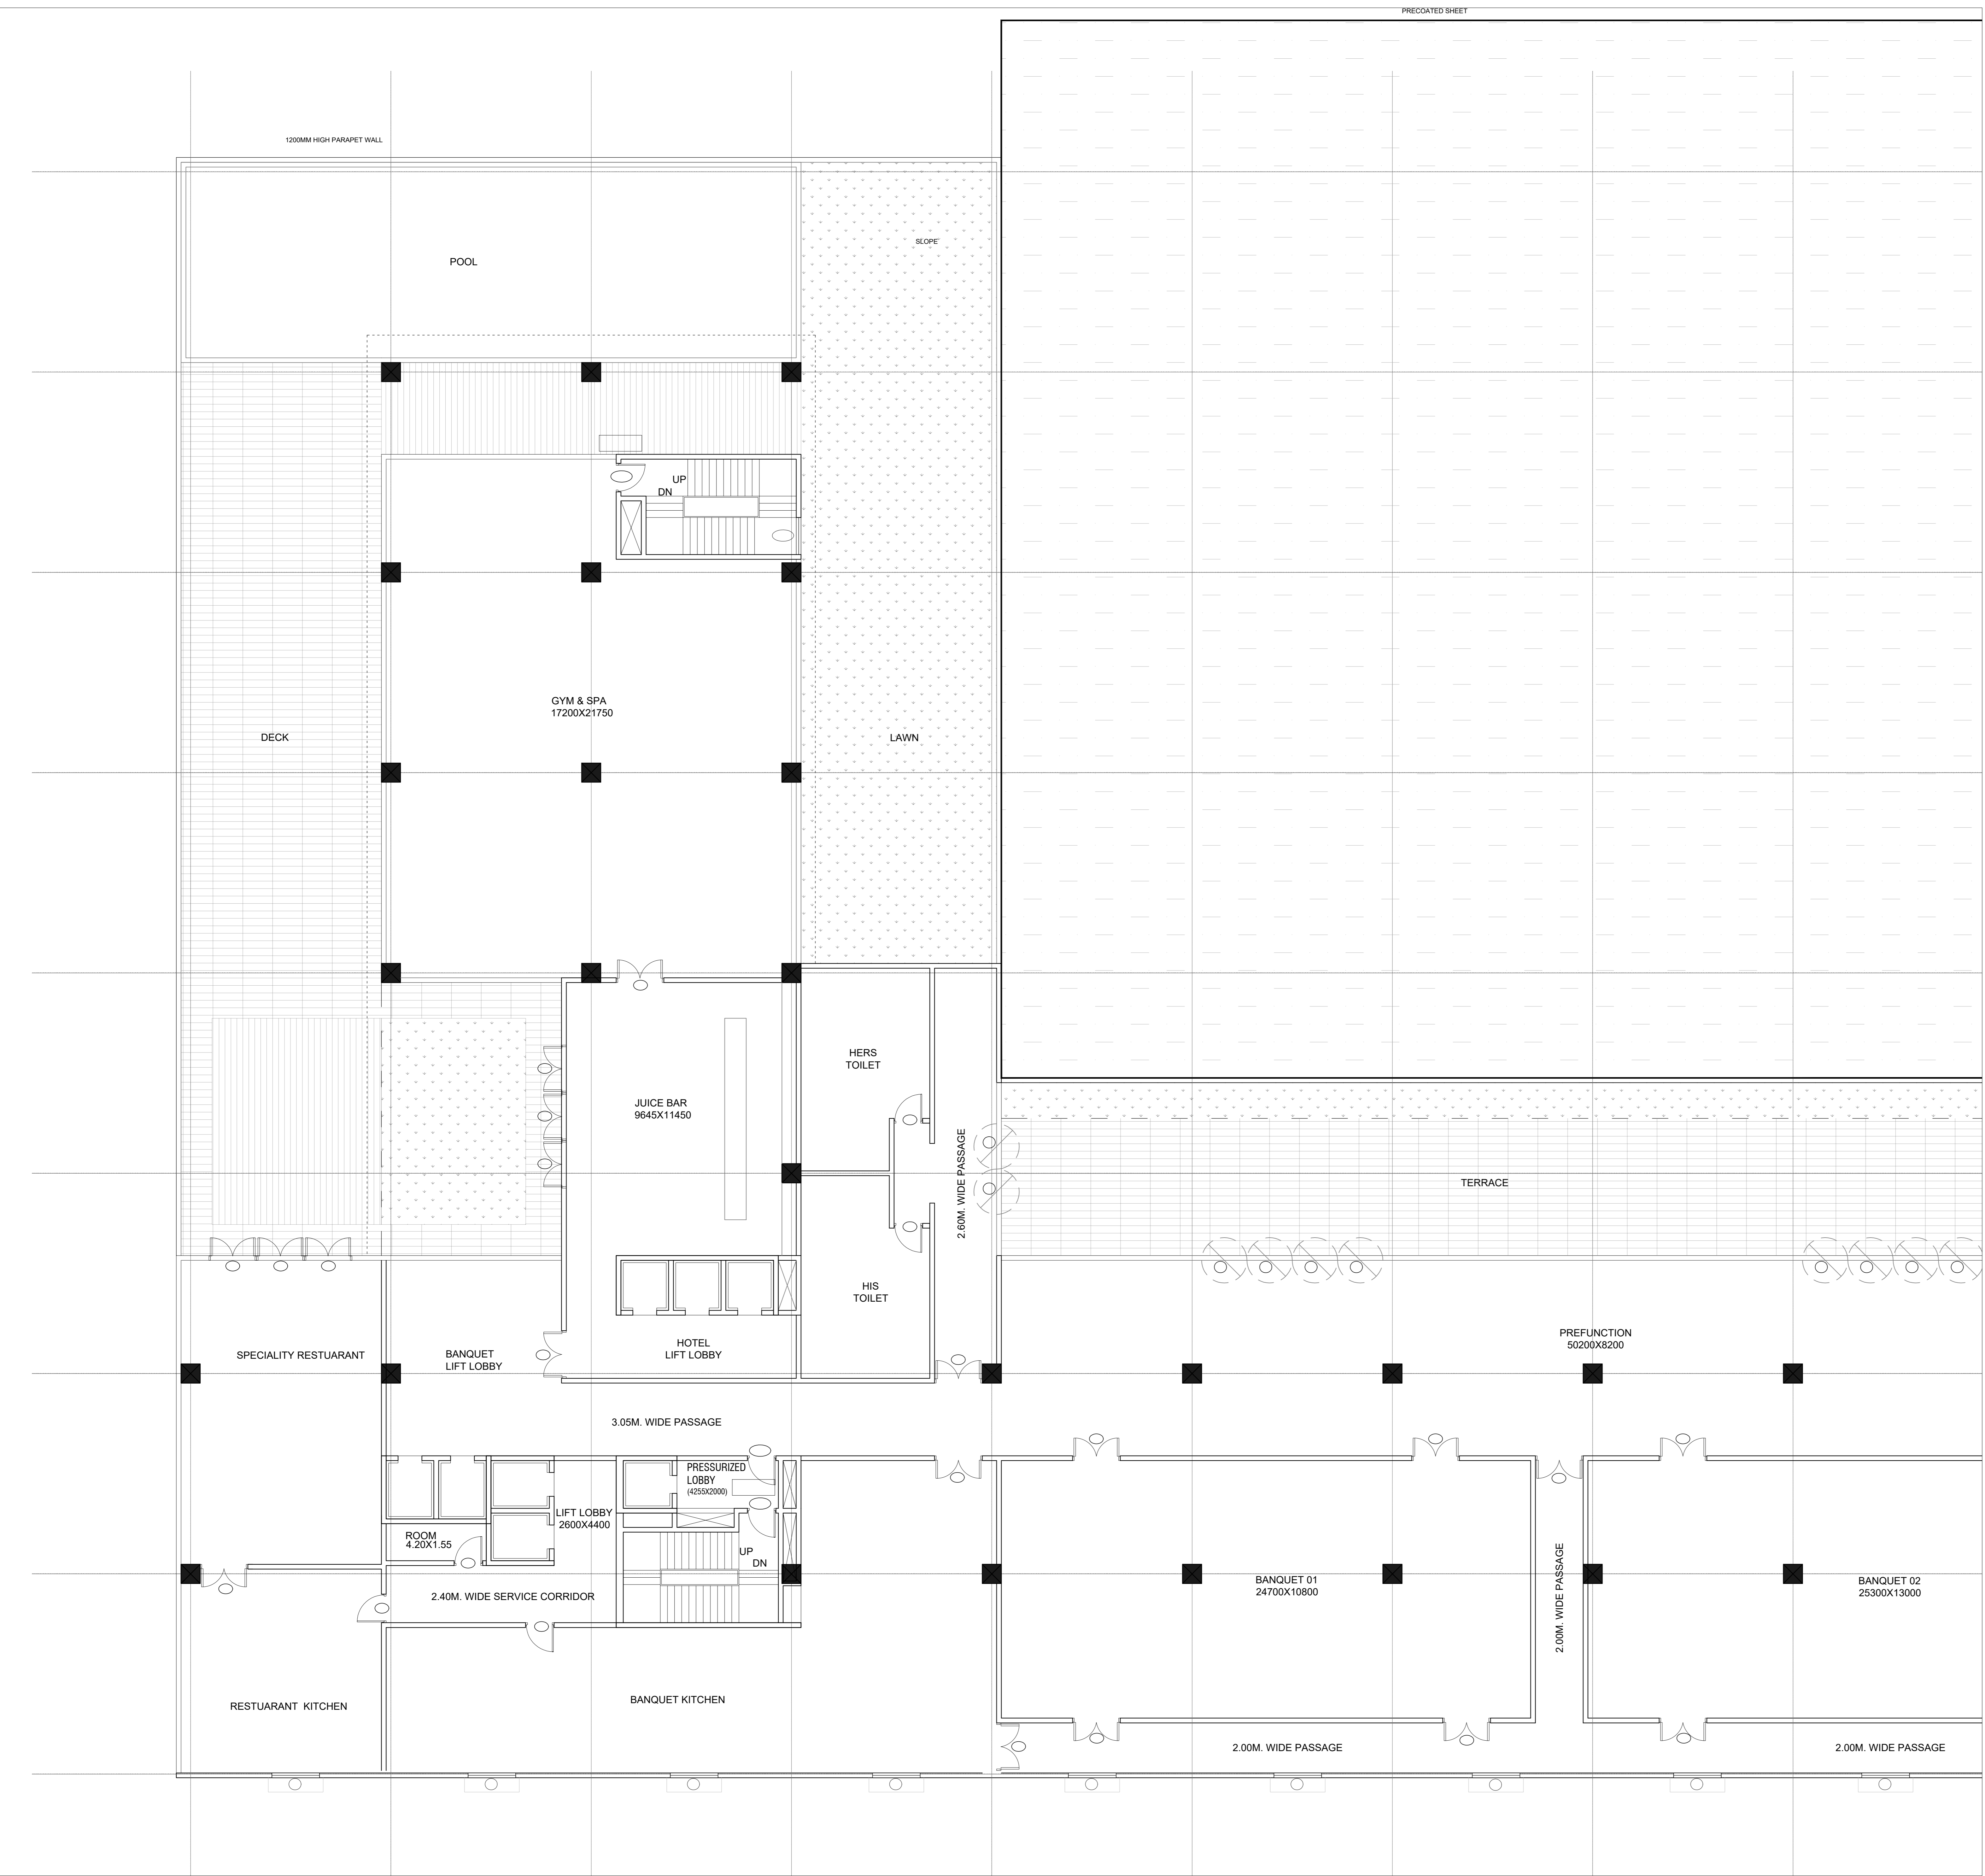 PRECOATED SHEET
1200MM HIGH PARAPET WALL
SLOPE
POOL
UP
DN
GYM & SPA
17200X21750
DECK
LAWN
HERS
TOILET
JUICE BAR
9645X11450
2.60M. WIDE PASSAGE
TERRACE
HIS
TOILET
PREFUNCTION
50200X8200
HOTEL
LIFT LOBBY
SPECIALITY RESTUARANT
BANQUET
LIFT LOBBY
3.05M. WIDE PASSAGE
PRESSURIZED
LOBBY
(4255X2000)
LIFT LOBBY
2600X4400
ROOM
4.20X1.55
UP
DN
2.40M. WIDE SERVICE CORRIDOR
BANQUET 01
24700X10800
2.00M. WIDE PASSAGE
BANQUET 02
25300X13000
RESTUARANT KITCHEN
BANQUET KITCHEN
2.00M. WIDE PASSAGE
2.00M. WIDE PASSAGE